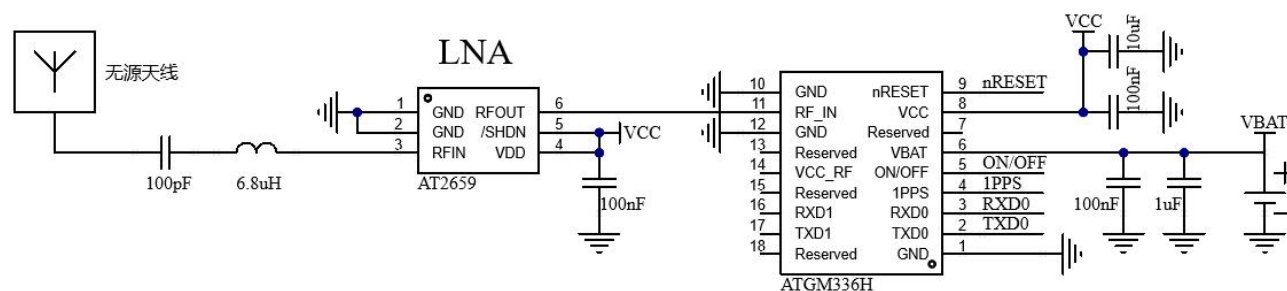 无源天线
100pF
6.8uH
LNA
1 GND RFOUT 6
2 GND /SHDN 5
3 RFIN VDD 4
AT2659
VCC
100nF
10 GND nRESET 9 nRESET
11 RF_IN VCC 8
12 GND Reserved 7
13 Reserved VBAT 6
14 VCC_RF ON/OFF 5 ON/OFF
15 Reserved 1PPS 4 1PPS
16 RXD1 RXD0 3 RXD0
17 TXD1 TXD0 2 TXD0
18 Reserved GND 1
ATGM336H
VCC
10uF
100nF
VBAT
100nF
1uF